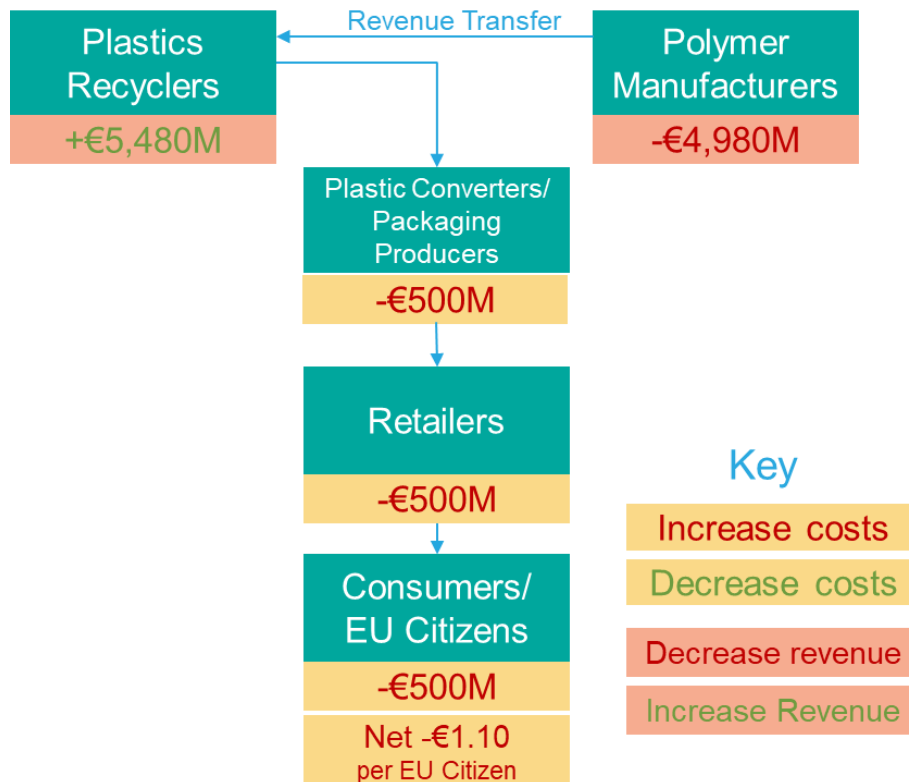 Revenue Transfer
Plastics
Recyclers
+€5,480M
Polymer
Manufacturers
-€4,980M
Plastic Converters/
Packaging
Producers
-€500M
Retailers
-€500M
Consumers/
EU Citizens
-€500M
Net -€1.10
per EU Citizen
Key
Increase costs
Decrease costs
Decrease revenue
Increase Revenue